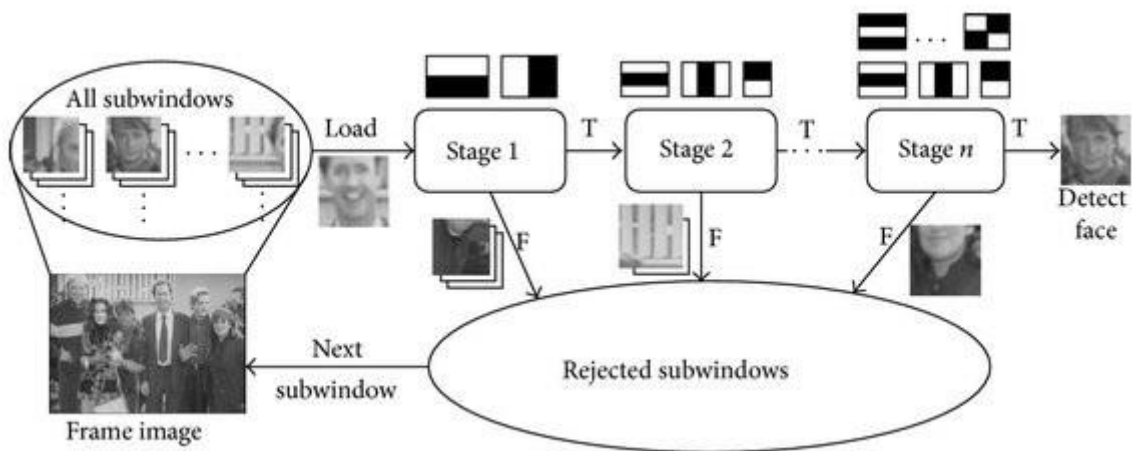 All subwindows
. . .
Load
Stage 1
T
Stage 2
T
. . .
Stage n
T
Detect
face
F
F
F
Rejected subwindows
Next
subwindow
Frame image